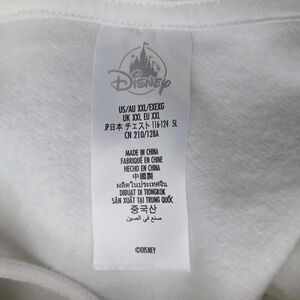 Disney
US/AU XXL/EXEXG
UK XXL EU XXL
JP日本 チェスト 116-124 5L
CN 210/128A
MADE IN CHINA
FABRIQUÉ EN CHINE
HECHO EN CHINA
中國製
ผลิตในประเทศจีน
DIBUAT DI TIONGKOK
SẢN XUẤT TẠI TRUNG QUỐC
중국산
صنع في الصين
©DISNEY